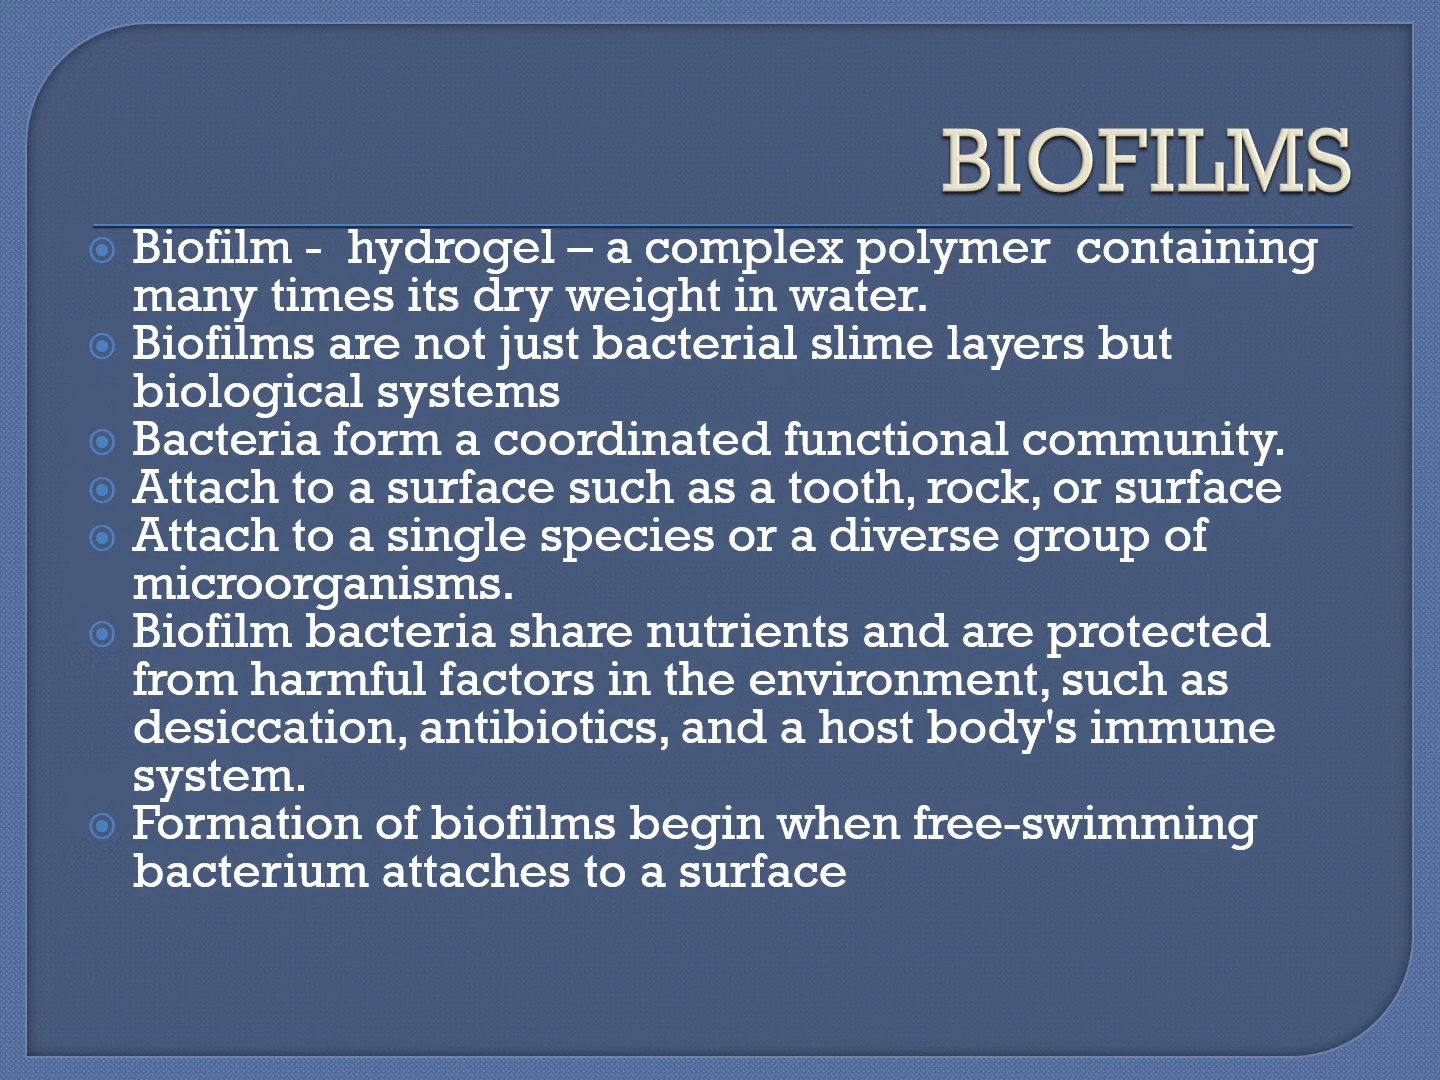 BIOFILMS
Biofilm -  hydrogel – a complex polymer  containing
many times its dry weight in water.
Biofilms are not just bacterial slime layers but
biological systems
Bacteria form a coordinated functional community.
Attach to a surface such as a tooth, rock, or surface
Attach to a single species or a diverse group of
microorganisms.
Biofilm bacteria share nutrients and are protected
from harmful factors in the environment, such as
desiccation, antibiotics, and a host body's immune
system.
Formation of biofilms begin when free-swimming
bacterium attaches to a surface